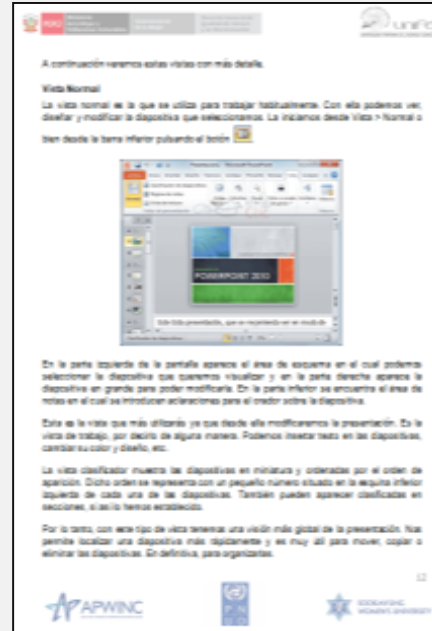 PERÚ
A continuación veremos estas vistas con más detalle.
Vista Normal
La vista normal es la que se utiliza para trabajar habitualmente. Con ella podemos ver,
diseñar y modificar la diapositiva que seleccionamos. La iniciamos desde Vista > Normal o
bien desde la barra inferior pulsando el botón
POWERPOINT 2010
En la parte izquierda de la pantalla aparece el área de esquema en el cual podemos
seleccionar la diapositiva que queremos visualizar y en la parte derecha aparece la
diapositiva en grande para poder modificarla. En la parte inferior se encuentra el área de
notas en el cual se introducen aclaraciones para el orador sobre la diapositiva.
Esta es la vista que más utilizarás ya que desde ella modificaremos la presentación. Es la
vista de trabajo, por decirlo de alguna manera. Podemos insertar texto en las diapositivas,
cambiar su color y diseño, etc.
La vista clasificador muestra las diapositivas en miniatura y ordenadas por el orden de
aparición. Dicho orden se representa con un pequeño número situado en la esquina inferior
izquierda de cada una de las diapositivas. También pueden aparecer clasificadas en
secciones, si así lo hemos establecido.
Por lo tanto, con este tipo de vista tenemos una visión más global de la presentación. Nos
permite localizar una diapositiva más rápidamente y es muy útil para mover, copiar o
eliminar las diapositivas. En definitiva, para organizarlas.
12
APWINC
P N
U D
SOOKMYUNG
WOMEN'S UNIVERSITY